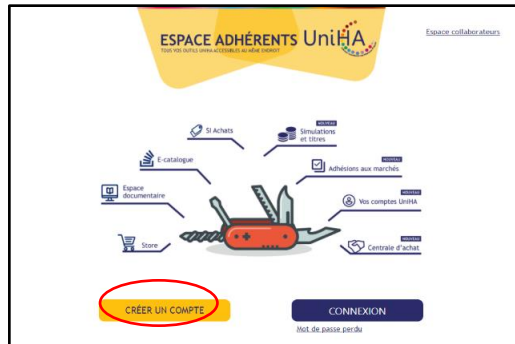 ESPACE ADHÉRENTS UniHA
TOUS VOS OUTILS UNIHA ACCESSIBLES AU MÊME ENDROIT
Espace collaborateurs
SI Achats
NOUVEAU
Simulations
et titres
E-catalogue
NOUVEAU
Adhésions aux marchés
Espace
documentaire
NOUVEAU
Vos comptes UniHA
Store
NOUVEAU
Centrale d'achat
CRÉER UN COMPTE
CONNEXION
Mot de passe perdu